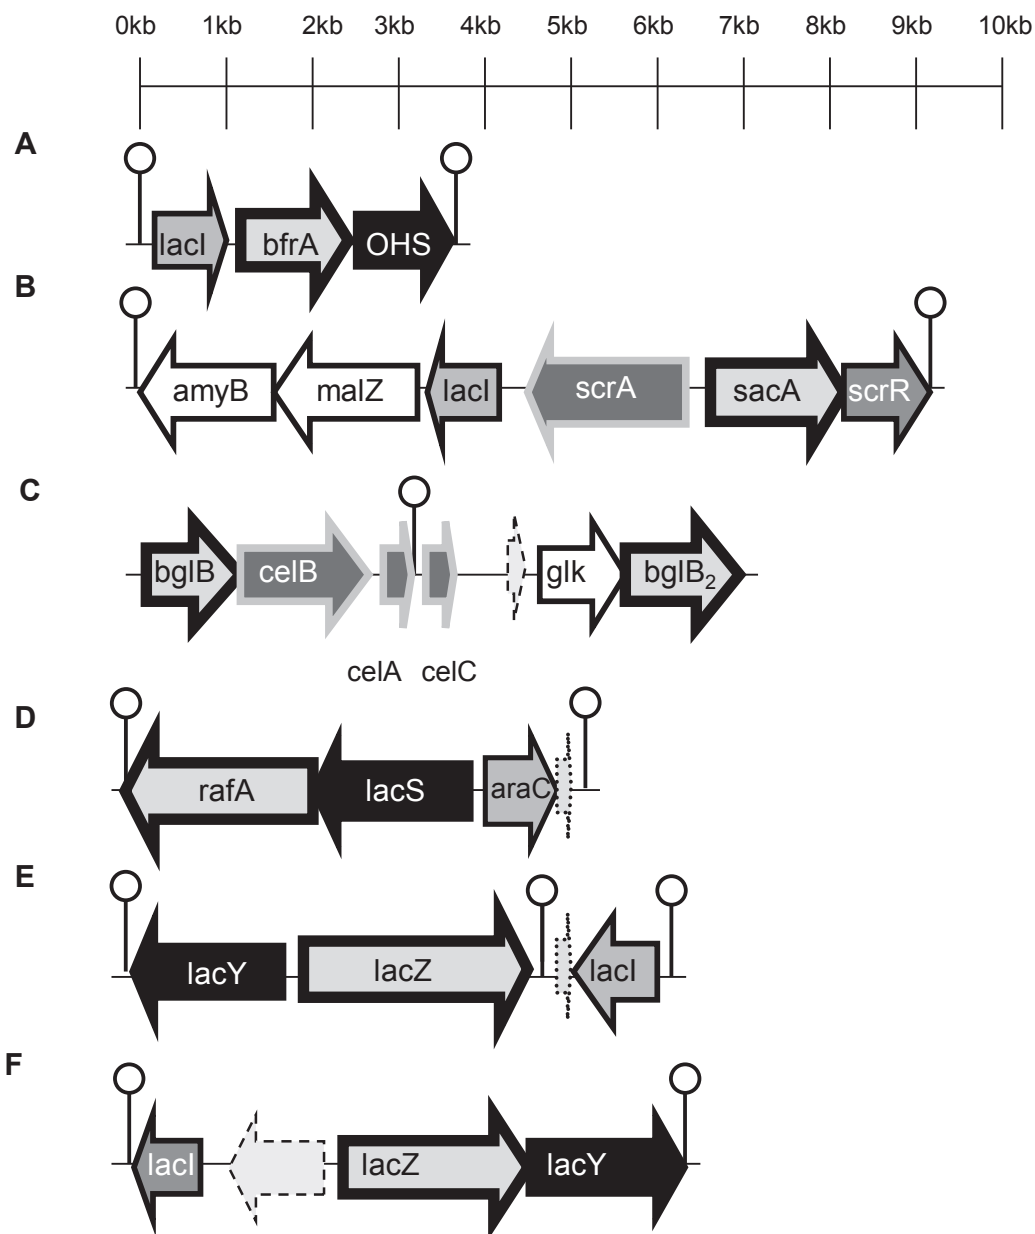 0kb 1kb 2kb 3kb 4kb 5kb 6kb 7kb 8kb 9kb 10kb
A
lacI bfrA OHS
B
amyB malZ lacI scrA sacA scrR
C
bglB celB glk bglB₂
celA celC
D
rafA lacS araC
E
lacY lacZ lacI
F
lacI lacZ lacY